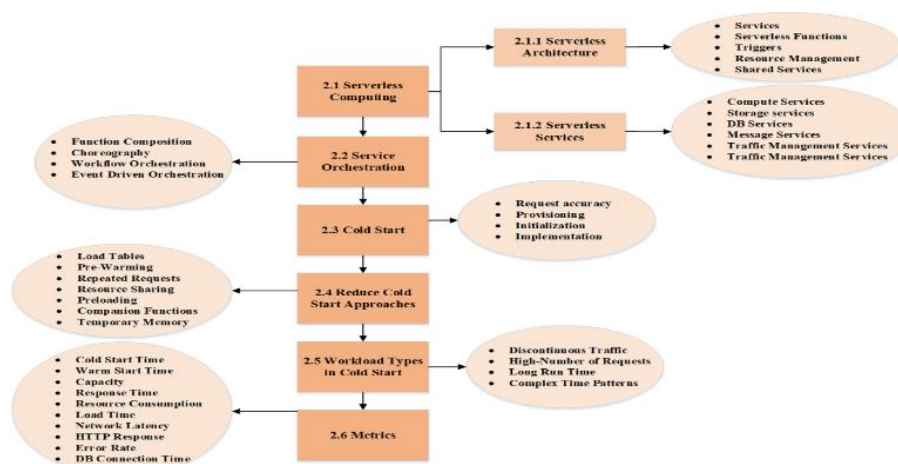 2.1 Serverless
Computing
2.1.1 Serverless
Architecture
Services
Serverless Functions
Triggers
Resource Management
Shared Services
2.1.2 Serverless
Services
Compute Services
Storage services
DB Services
Message Services
Traffic Management Services
Traffic Management Services
2.2 Service
Orchestration
Function Composition
Choreography
Workflow Orchestration
Event Driven Orchestration
2.3 Cold Start
Request accuracy
Provisioning
Initialization
Implementation
2.4 Reduce Cold
Start Approaches
Load Tables
Pre-Warming
Repeated Requests
Resource Sharing
Preloading
Companion Functions
Temporary Memory
2.5 Workload Types
in Cold Start
Discontinuous Traffic
High-Number of Requests
Long Run Time
Complex Time Patterns
2.6 Metrics
Cold Start Time
Warm Start Time
Capacity
Response Time
Resource Consumption
Load Time
Network Latency
HTTP Response
Error Rate
DB Connection Time